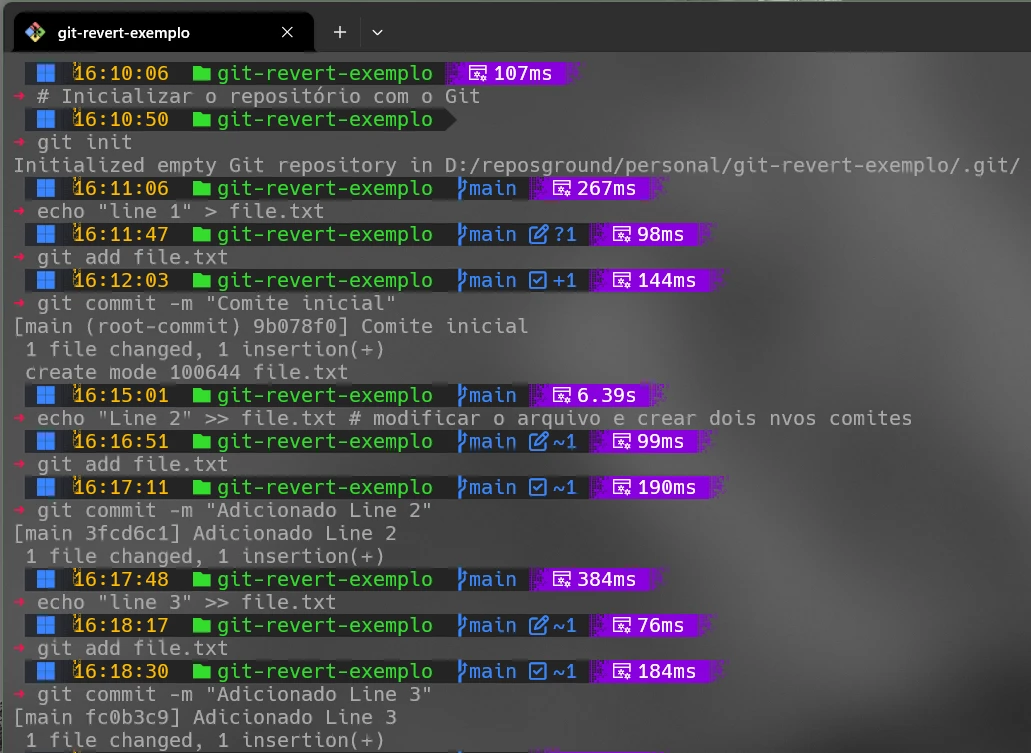 git-revert-exemplo
16:10:06 git-revert-exemplo 107ms
# Inicializar o repositório com o Git
16:10:50 git-revert-exemplo
git init
Initialized empty Git repository in D:/reposground/personal/git-revert-exemplo/.git/
16:11:06 git-revert-exemplo main 267ms
echo "line 1" > file.txt
16:11:47 git-revert-exemplo main ?1 98ms
git add file.txt
16:12:03 git-revert-exemplo main +1 144ms
git commit -m "Comite inicial"
[main (root-commit) 9b078f0] Comite inicial
1 file changed, 1 insertion(+)
create mode 100644 file.txt
16:15:01 git-revert-exemplo main 6.39s
echo "Line 2" >> file.txt # modificar o arquivo e crear dois nvos comites
16:16:51 git-revert-exemplo main ~1 99ms
git add file.txt
16:17:11 git-revert-exemplo main ~1 190ms
git commit -m "Adicionado Line 2"
[main 3fcd6c1] Adicionado Line 2
1 file changed, 1 insertion(+)
16:17:48 git-revert-exemplo main 384ms
echo "line 3" >> file.txt
16:18:17 git-revert-exemplo main ~1 76ms
git add file.txt
16:18:30 git-revert-exemplo main ~1 184ms
git commit -m "Adicionado Line 3"
[main fc0b3c9] Adicionado Line 3
1 file changed, 1 insertion(+)